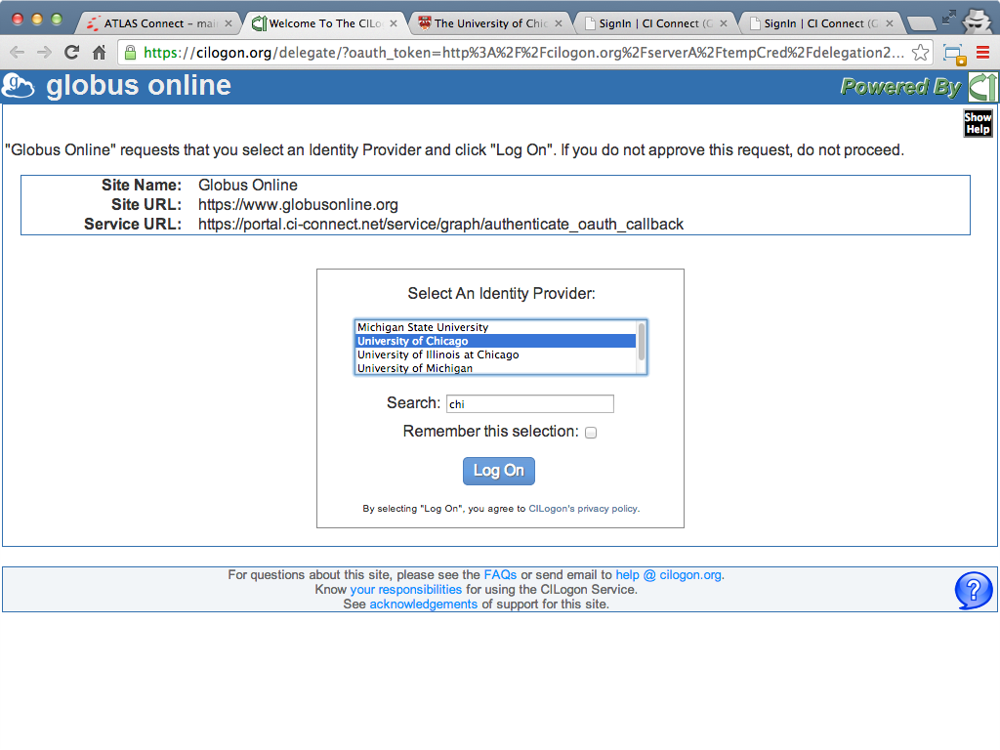 ATLAS Connect – mai
Welcome To The CILo
The University of Chic
SignIn | CI Connect (
SignIn | CI Connect (
https://cilogon.org/delegate/?oauth_token=http%3A%2F%2Fcilogon.org%2FserverA%2FtempCred%2Fdelegation2...
globus online
Powered By
Show
Help
"Globus Online" requests that you select an Identity Provider and click "Log On". If you do not approve this request, do not proceed.
Site Name: Globus Online
Site URL: https://www.globusonline.org
Service URL: https://portal.ci-connect.net/service/graph/authenticate_oauth_callback
Select An Identity Provider:
Michigan State University
University of Chicago
University of Illinois at Chicago
University of Michigan
Search: chi
Remember this selection:
Log On
By selecting "Log On", you agree to CILogon's privacy policy.
For questions about this site, please see the FAQs or send email to help @ cilogon.org.
Know your responsibilities for using the CILogon Service.
See acknowledgements of support for this site.